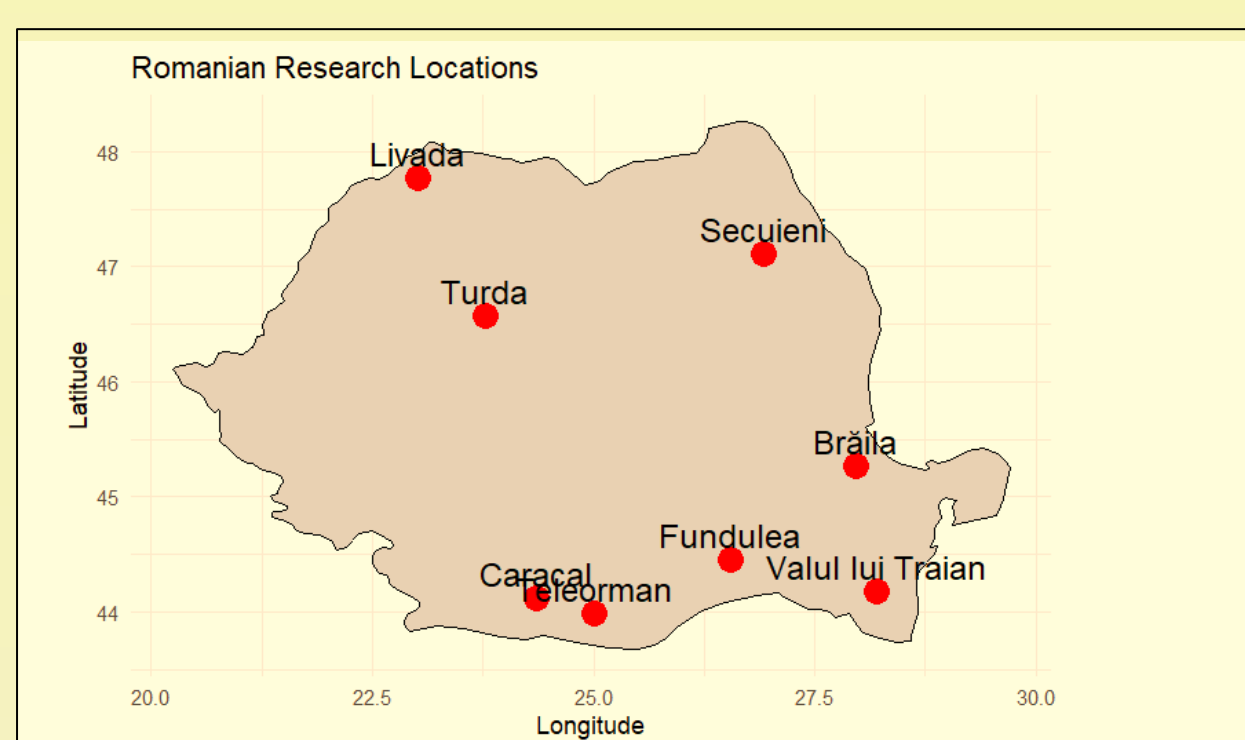 Romanian Research Locations
48
47
46
45
44
Latitude
Livada
Secuieni
Turda
Brăila
Fundulea
Valul lui Traian
Caracal
Teleorman
20.0 22.5 25.0 27.5 30.0
Longitude